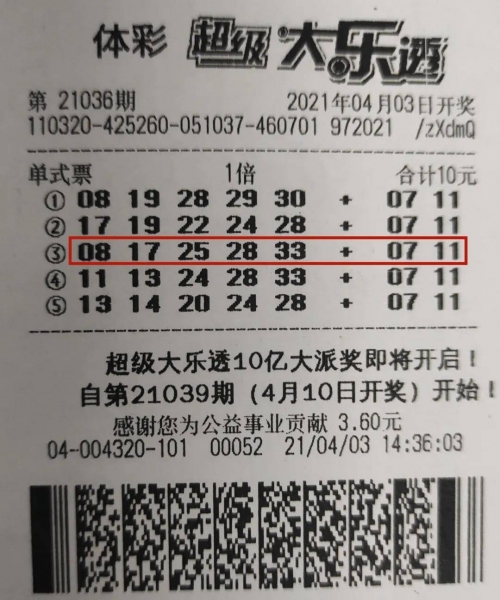 体彩 超级大乐透
第 21036期 2021年04月03日开奖
110320-425260-051037-460701 972021 /zXdmQ
单式票 1倍 合计10元
① 08 19 28 29 30 + 07 11
② 17 19 22 24 28 + 07 11
③ 08 17 25 28 33 + 07 11
④ 11 13 24 28 33 + 07 11
⑤ 13 14 20 24 28 + 07 11
超级大乐透10亿大派奖即将开启！
自第21039期（4月10日开奖）开始！
感谢您为公益事业贡献 3.60元
04-004320-101 00052 21/04/03 14:36:03